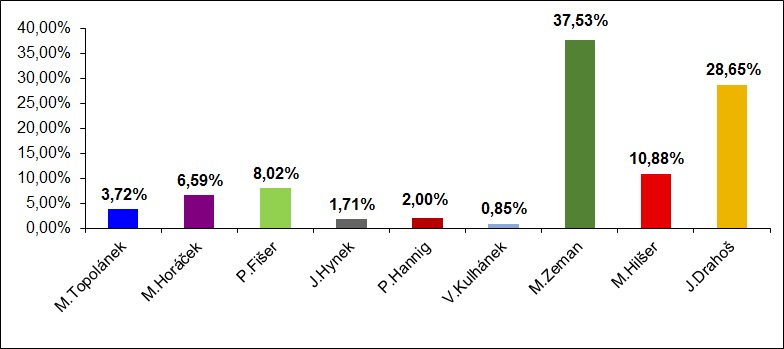 40,00%
35,00%
30,00%
25,00%
20,00%
15,00%
10,00%
5,00%
0,00%
3,72%
6,59%
8,02%
1,71%
2,00%
0,85%
37,53%
10,88%
28,65%
M.Topolánek
M.Horáček
P.Fišer
J.Hynek
P.Hannig
V.Kulhánek
M.Zeman
M.Hilšer
J.Drahoš